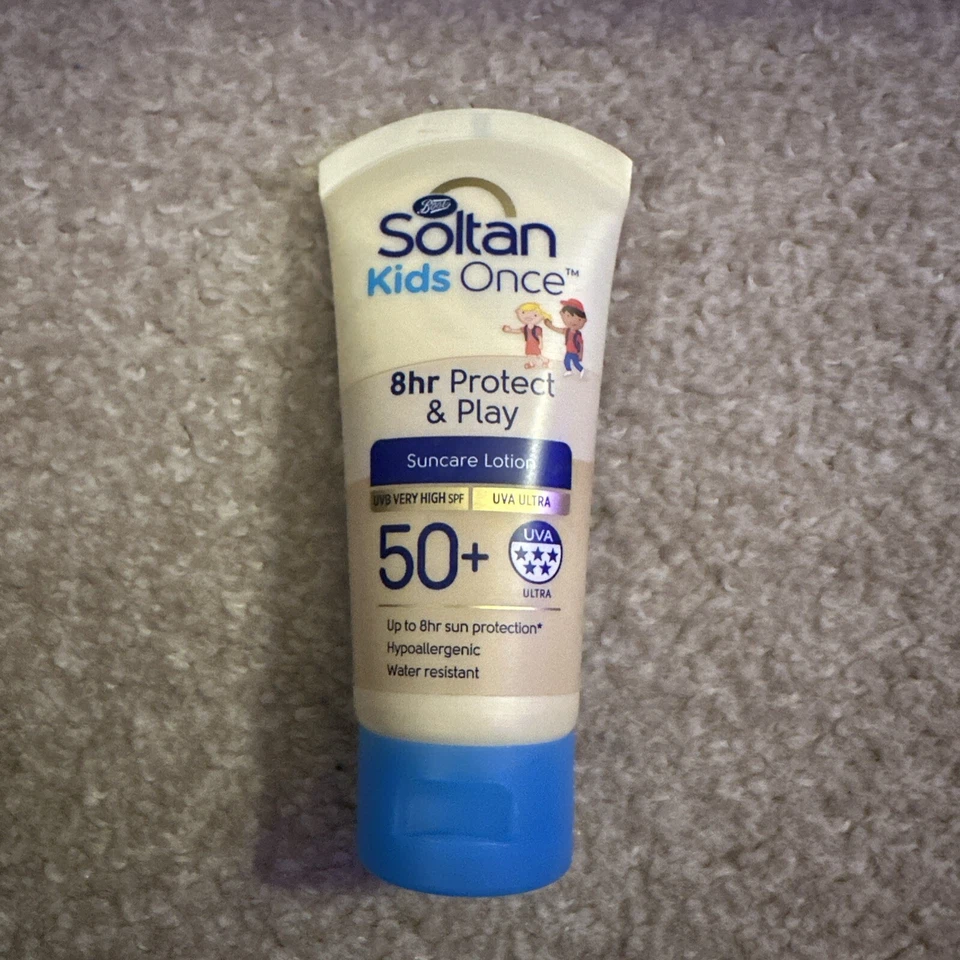 Boots
Soltan
Kids Once™
8hr Protect
& Play
Suncare Lotion
UVB VERY HIGH SPF UVA ULTRA
50+
UVA
ULTRA
Up to 8hr sun protection*
Hypoallergenic
Water resistant